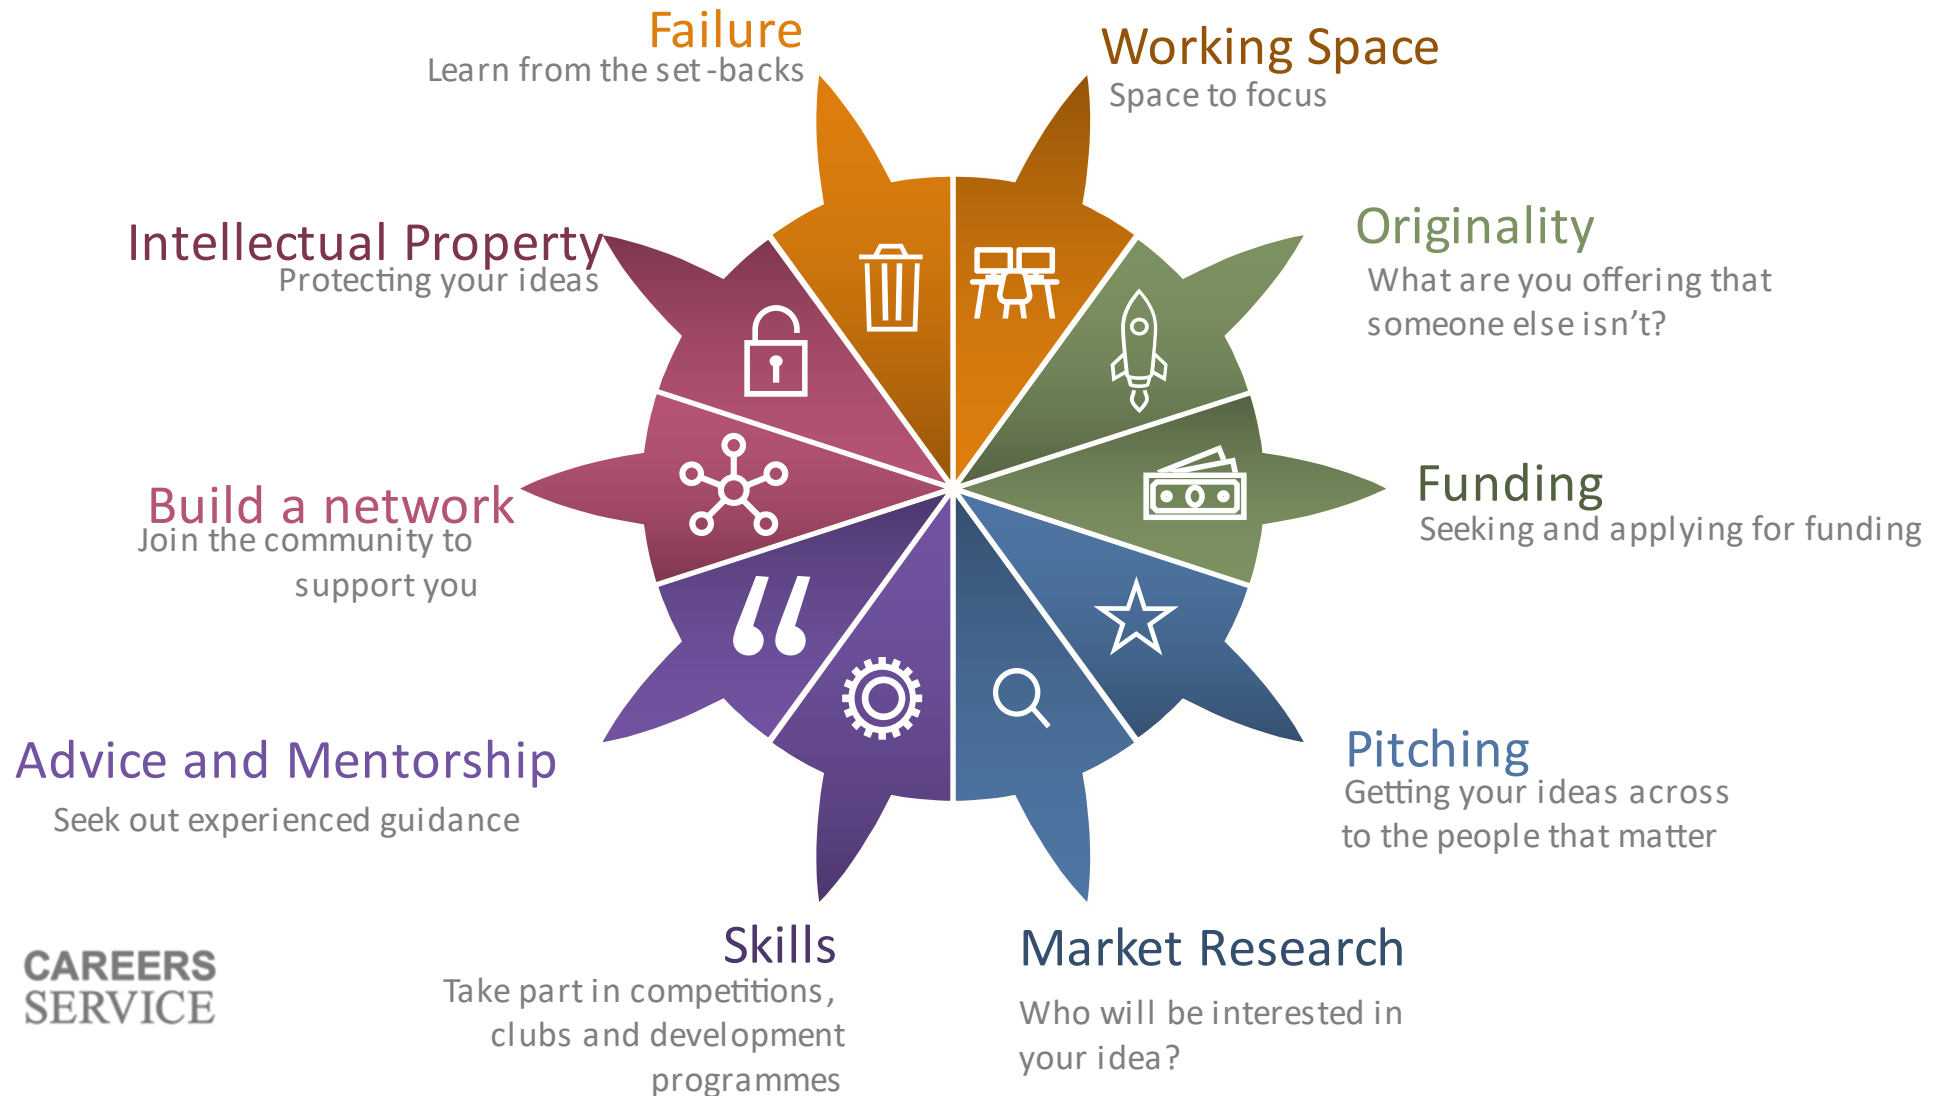 Failure
Learn from the set-backs
Working Space
Space to focus
Originality
What are you offering that
someone else isn't?
Funding
Seeking and applying for funding
Pitching
Getting your ideas across
to the people that matter
Market Research
Who will be interested in
your idea?
Skills
Take part in competitions,
clubs and development
programmes
Advice and Mentorship
Seek out experienced guidance
Build a network
Join the community to
support you
Intellectual Property
Protecting your ideas
CAREERS
SERVICE